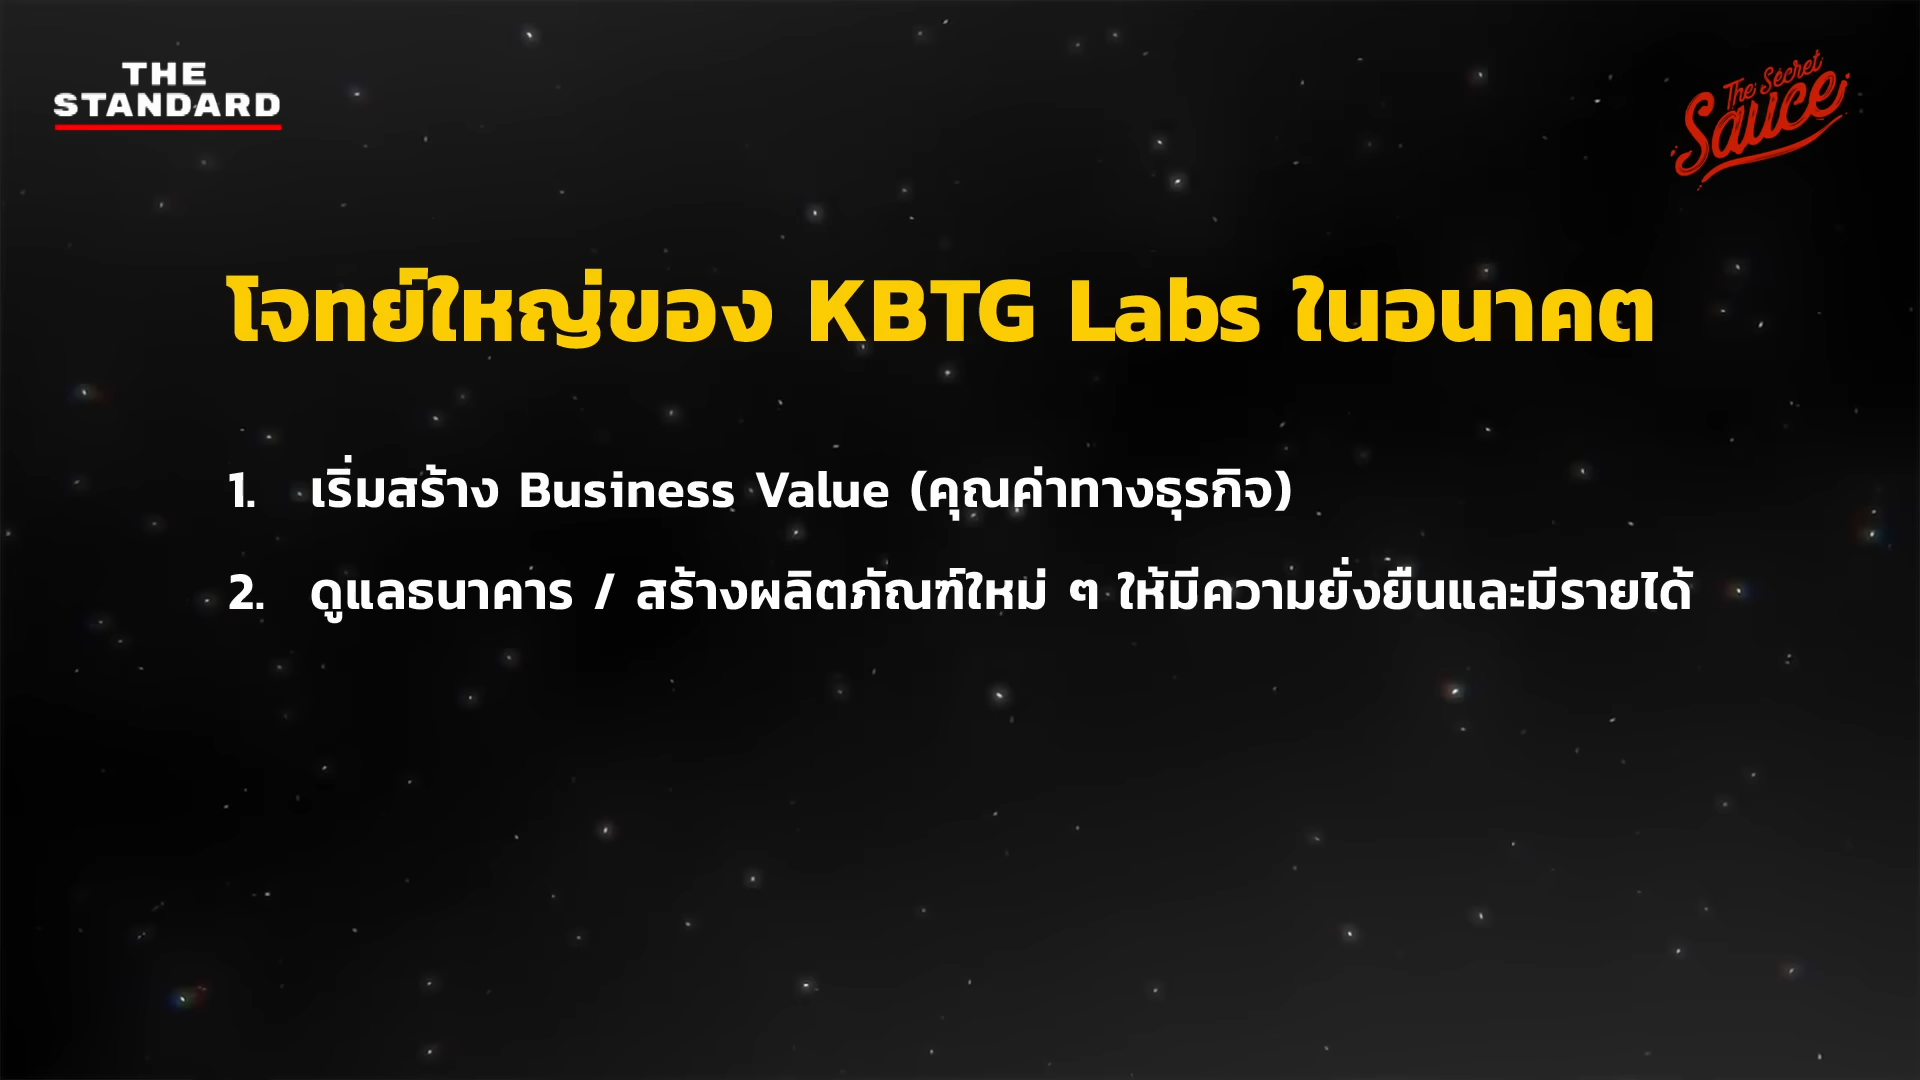 THE
STANDARD
The Secret
Sauce
โจทย์ใหญ่ของ KBTG Labs ในอนาคต
1. เริ่มสร้าง Business Value (คุณค่าทางธุรกิจ)
2. ดูแลธนาคาร / สร้างผลิตภัณฑ์ใหม่ ๆ ให้มีความยั่งยืนและมีรายได้